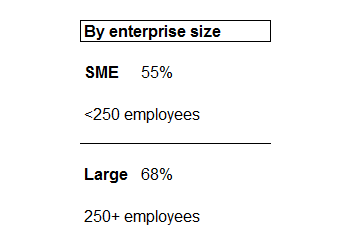 By enterprise size
SME 55%
<250 employees
Large 68%
250+ employees